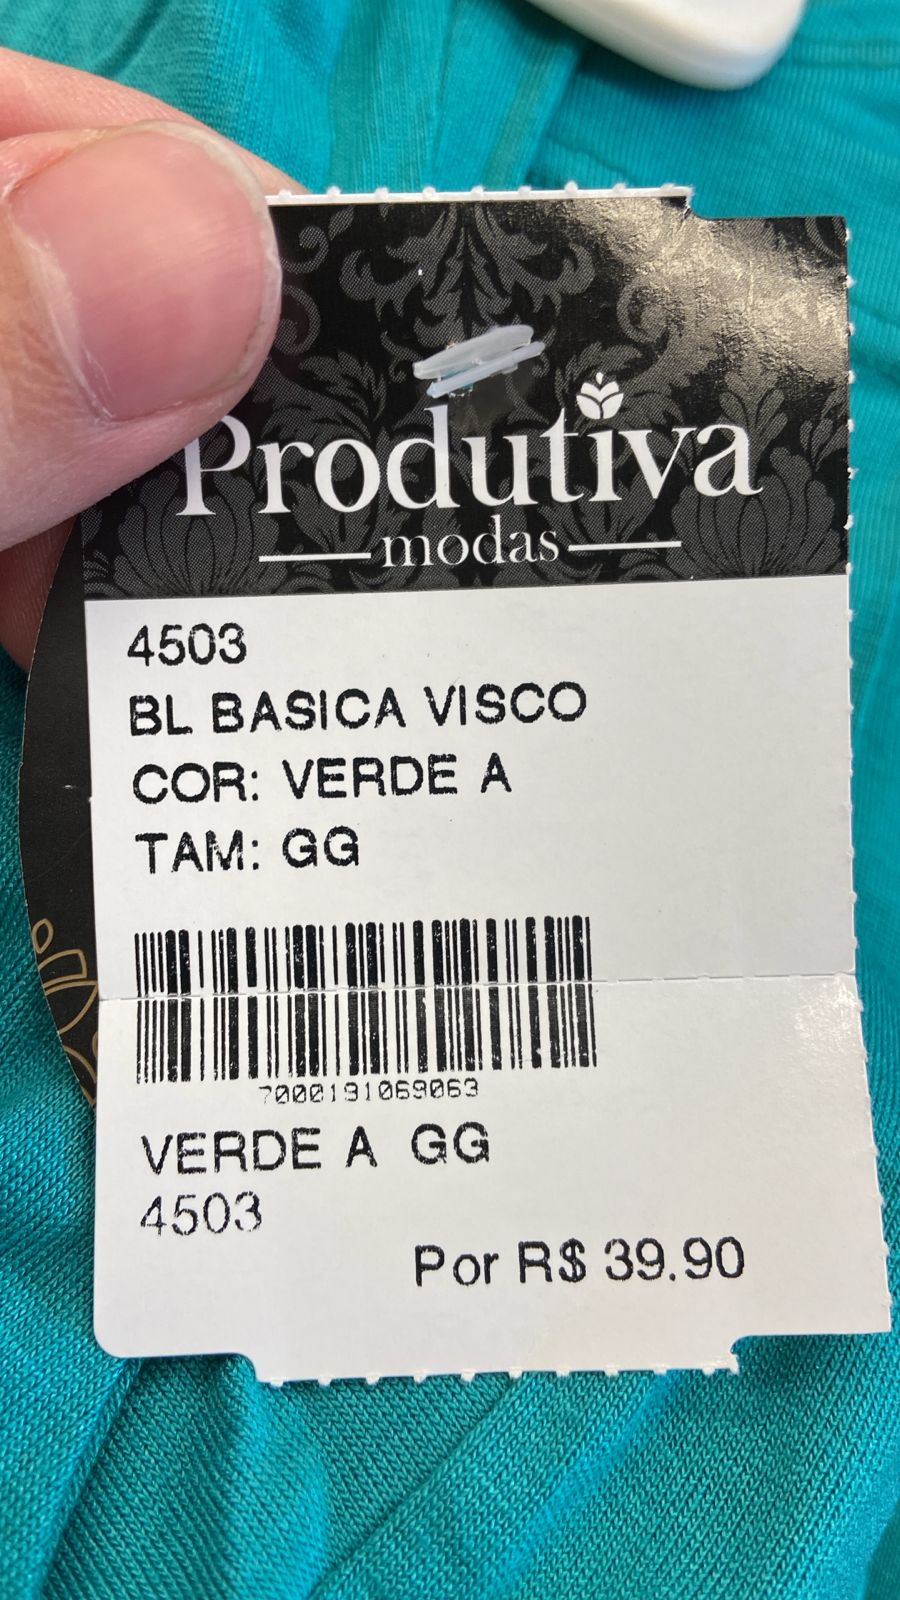 Produtiva
modas
4503
BL BASICA VISCO
COR: VERDE A
TAM: GG
7000191069063
VERDE A GG
4503
Por R$ 39.90